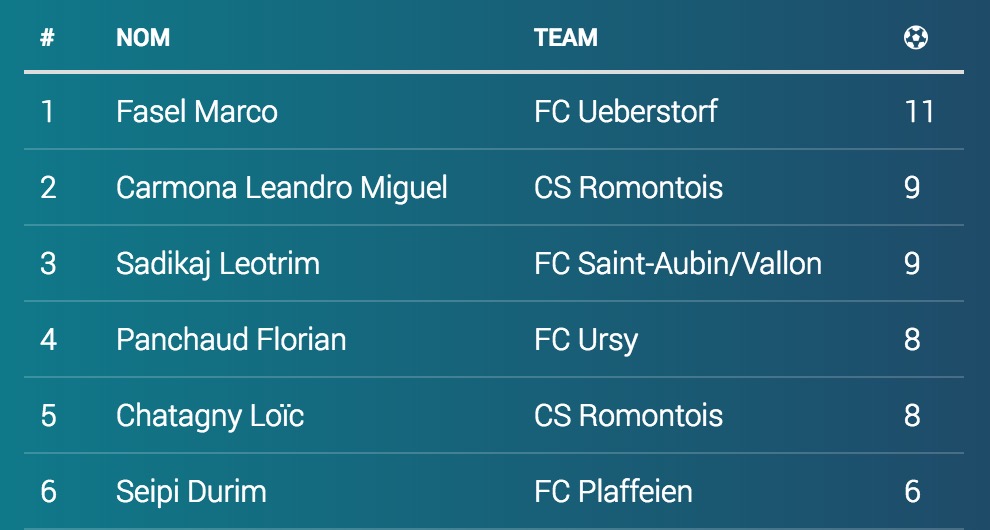 # NOM TEAM
1 Fasel Marco FC Ueberstorf 11
2 Carmona Leandro Miguel CS Romontois 9
3 Sadikaj Leotrim FC Saint-Aubin/Vallon 9
4 Panchaud Florian FC Ursy 8
5 Chatagny Loïc CS Romontois 8
6 Seipi Durim FC Plaffeien 6